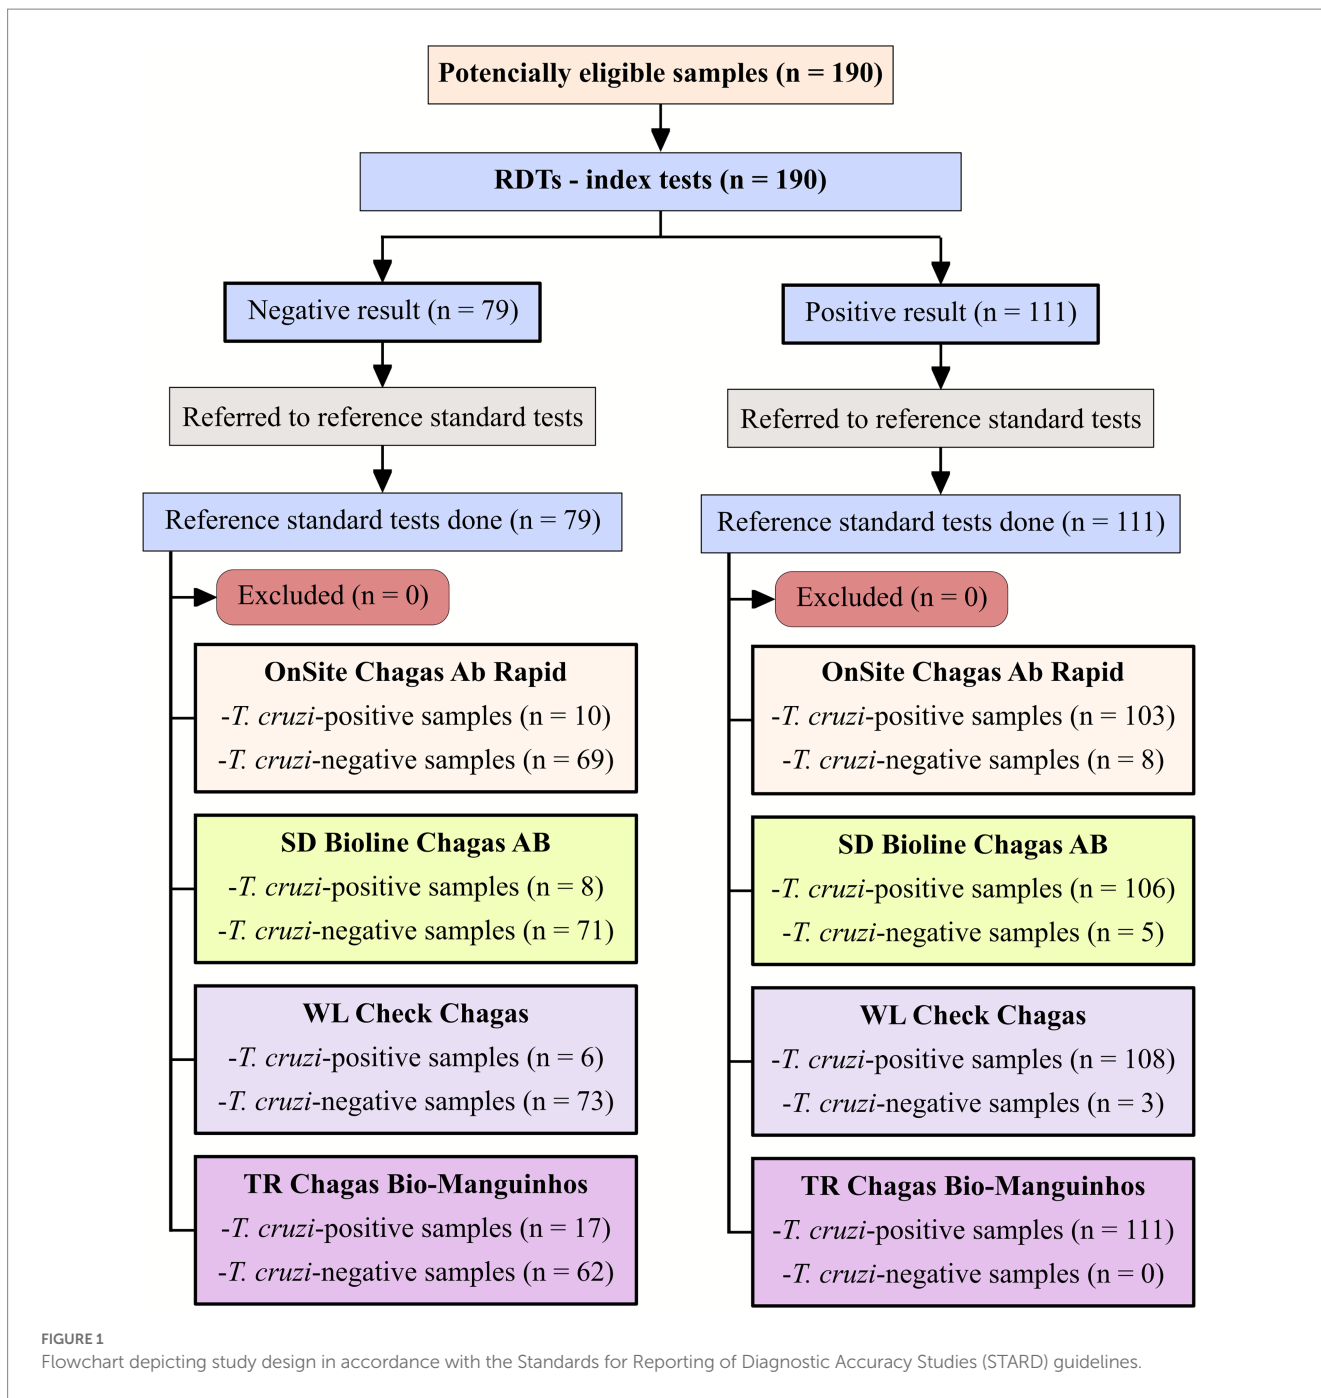 Potencially eligible samples (n = 190)
RDTs - index tests (n = 190)
Negative result (n = 79)
Positive result (n = 111)
Referred to reference standard tests
Referred to reference standard tests
Reference standard tests done (n = 79)
Reference standard tests done (n = 111)
Excluded (n = 0)
Excluded (n = 0)
OnSite Chagas Ab Rapid
-T. cruzi-positive samples (n = 10)
-T. cruzi-negative samples (n = 69)
OnSite Chagas Ab Rapid
-T. cruzi-positive samples (n = 103)
-T. cruzi-negative samples (n = 8)
SD Bioline Chagas AB
-T. cruzi-positive samples (n = 8)
-T. cruzi-negative samples (n = 71)
SD Bioline Chagas AB
-T. cruzi-positive samples (n = 106)
-T. cruzi-negative samples (n = 5)
WL Check Chagas
-T. cruzi-positive samples (n = 6)
-T. cruzi-negative samples (n = 73)
WL Check Chagas
-T. cruzi-positive samples (n = 108)
-T. cruzi-negative samples (n = 3)
TR Chagas Bio-Manguinhos
-T. cruzi-positive samples (n = 17)
-T. cruzi-negative samples (n = 62)
TR Chagas Bio-Manguinhos
-T. cruzi-positive samples (n = 111)
-T. cruzi-negative samples (n = 0)
FIGURE 1
Flowchart depicting study design in accordance with the Standards for Reporting of Diagnostic Accuracy Studies (STARD) guidelines.